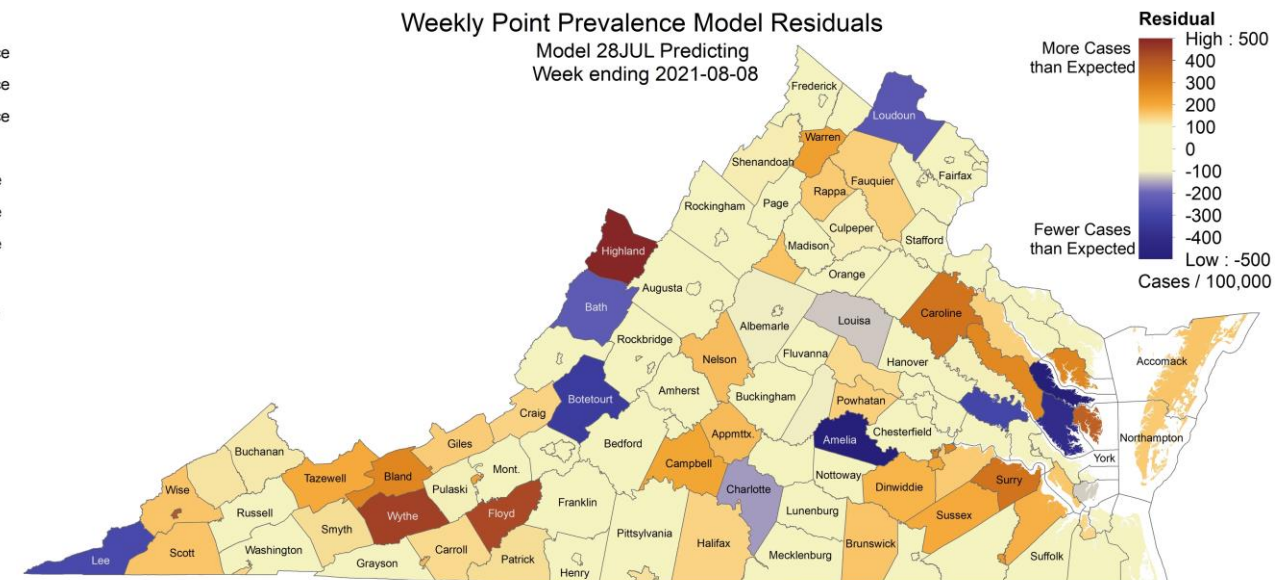 Weekly Point Prevalence Model Residuals
Model 28JUL Predicting
Week ending 2021-08-08
Residual
More Cases
than Expected
Fewer Cases
than Expected
High : 500
400
300
200
100
0
-100
-200
-300
-400
Low : -500
Cases / 100,000
Frederick
Loudoun
Warren
Shenandoah
Fairfax
Fauquier
Rappa.
Page
Rockingham
Culpeper
Stafford
Madison
Highland
Orange
Augusta
Bath
Caroline
Louisa
Albemarle
Rockbridge
Fluvanna
Nelson
Hanover
Accomack
Amherst
Buckingham
Botetourt
Powhatan
Craig
Appmttx.
Chesterfield
Amelia
Northampton
Giles
Bedford
Buchanan
York
Campbell
Mont.
Nottoway
Tazewell
Bland
Surry
Wise
Pulaski
Charlotte
Dinwiddie
Franklin
Russell
Wythe
Floyd
Lunenburg
Sussex
Smyth
Pittsylvania
Halifax
Brunswick
Washington
Carroll
Scott
Mecklenburg
Suffolk
Lee
Patrick
Grayson
Henry